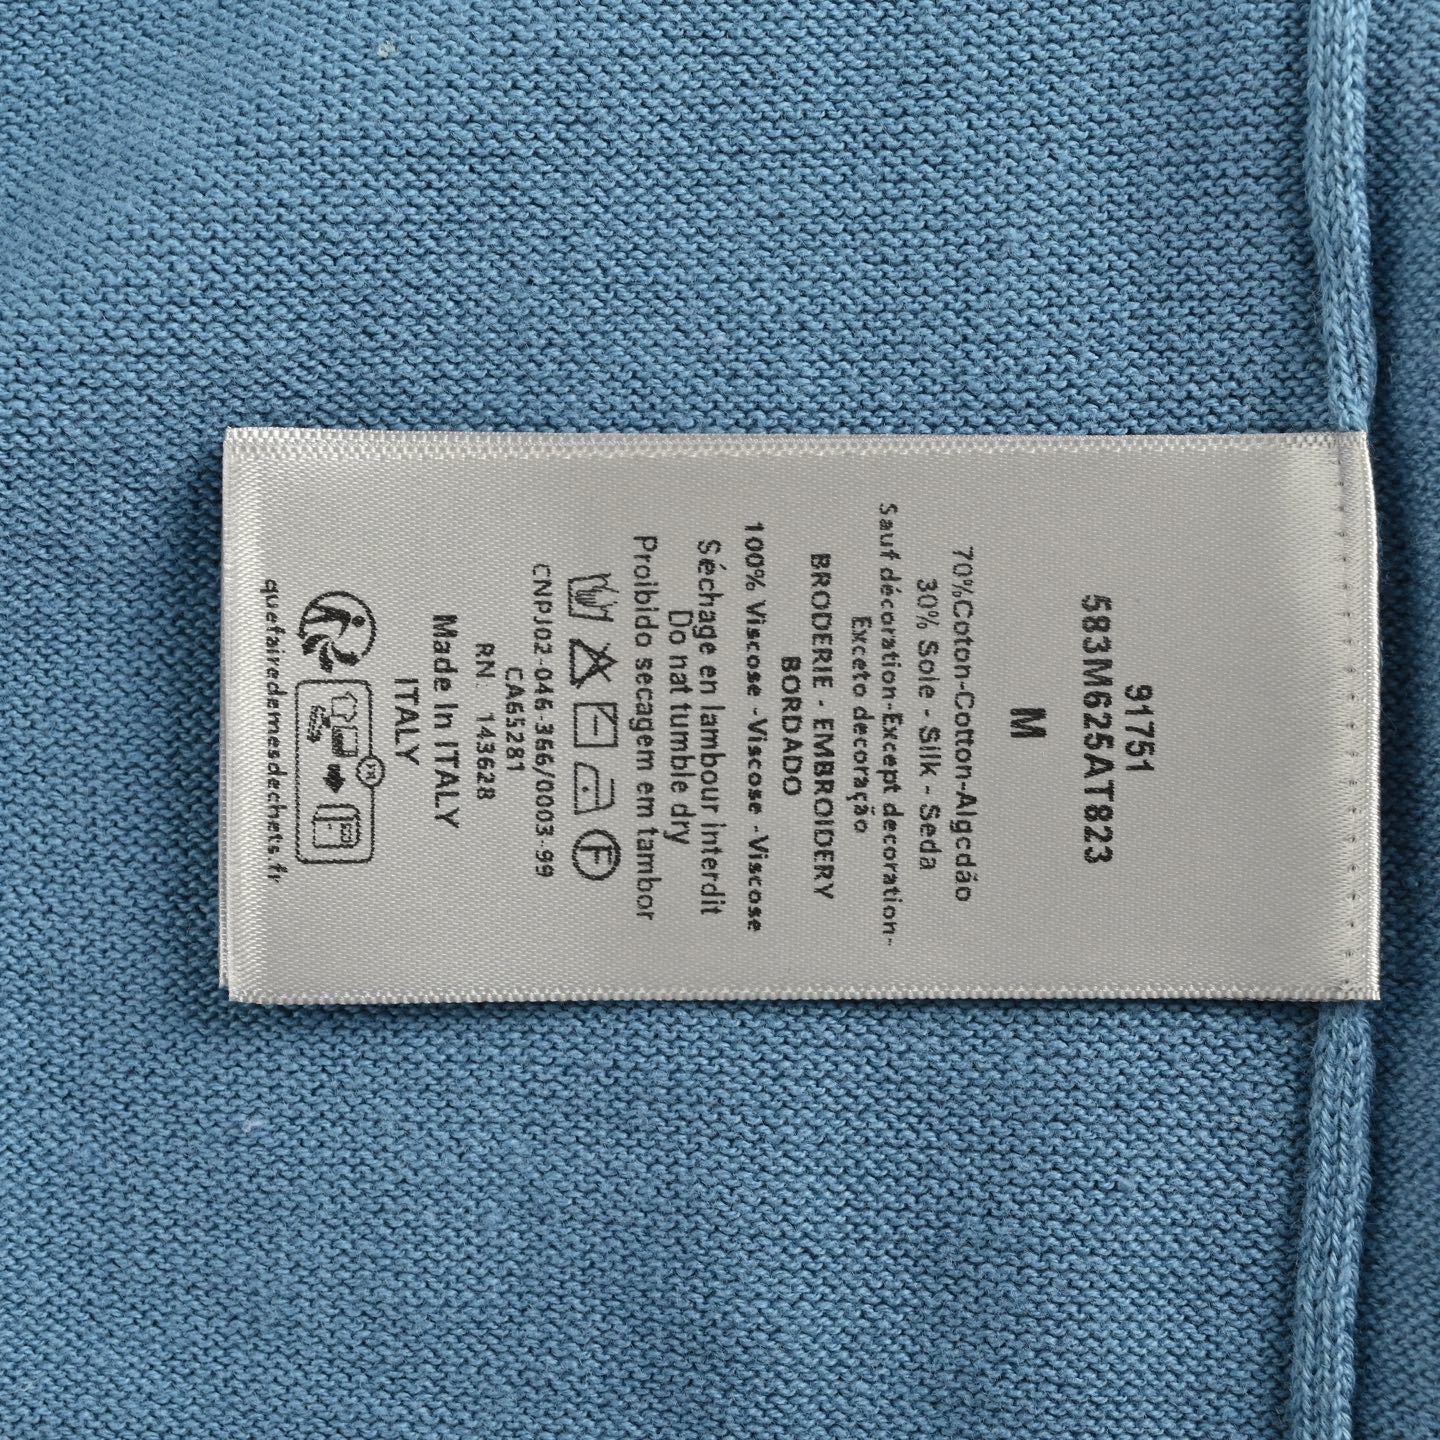 91751
583M625AT823
M
70%Coton-Cotton-Algcdão
30% Soie - Silk - Seda
Sauf décoration-Except decoration-
Exceto decoração
BRODERIE - EMBROIDERY
BORDADO
100% Viscose -Viscose -Viscose
Séchage en lambour interdit
Do nat tumble dry
Proibido secagem em tambor
F
CNPJ02-046-366/0003-99
CA65281
RN: 143628
Made In ITALY
ITALY
FR
quefairedemesdechets.fr